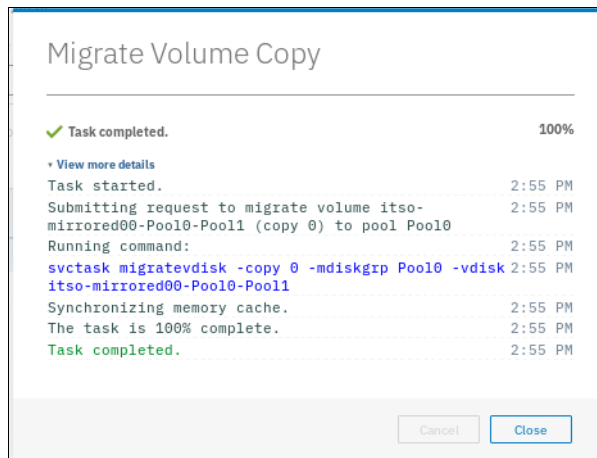 Migrate Volume Copy
Task completed. 100%
View more details
Task started. 2:55 PM
Submitting request to migrate volume itso- 2:55 PM
mirrored00-Pool0-Pool1 (copy 0) to pool Pool0
Running command: 2:55 PM
svctask migratevdisk -copy 0 -mdiskgrp Pool0 -vdisk 2:55 PM
itso-mirrored00-Pool0-Pool1
Synchronizing memory cache. 2:55 PM
The task is 100% complete. 2:55 PM
Task completed. 2:55 PM
Cancel Close